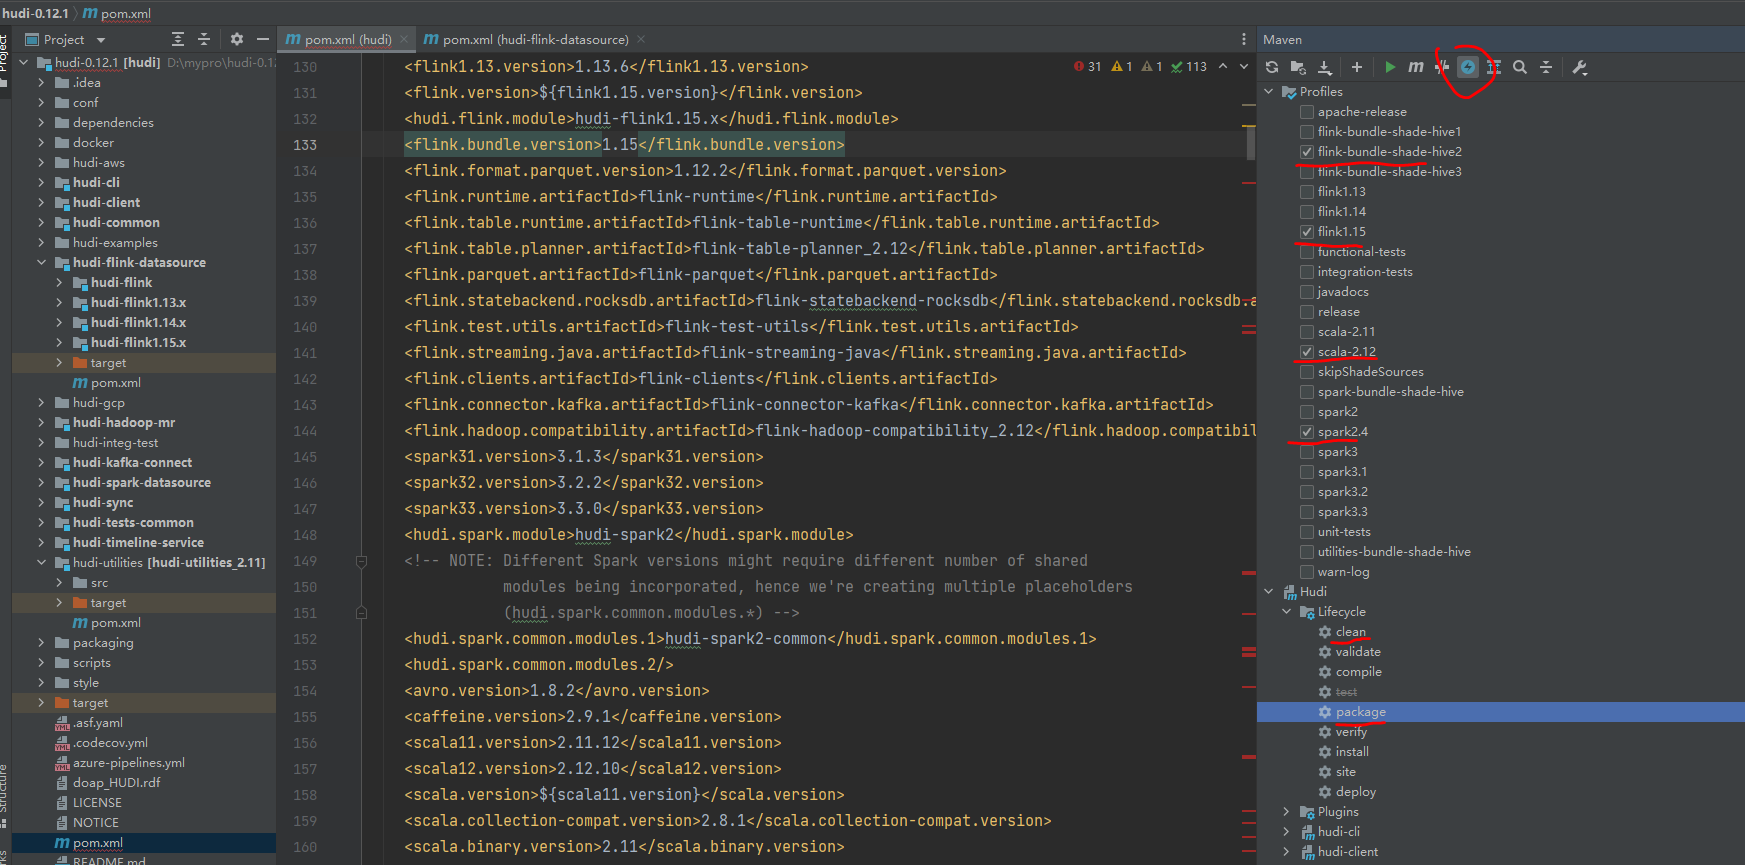 hudi-0.12.1 pom.xml
Project
hudi-0.12.1 [hudi] D:\mypro\hudi-0.12
.idea
conf
dependencies
docker
hudi-aws
hudi-cli
hudi-client
hudi-common
hudi-examples
hudi-flink-datasource
hudi-flink
hudi-flink1.13.x
hudi-flink1.14.x
hudi-flink1.15.x
target
pom.xml
hudi-gcp
hudi-hadoop-mr
hudi-integ-test
hudi-kafka-connect
hudi-spark-datasource
hudi-sync
hudi-tests-common
hudi-timeline-service
hudi-utilities [hudi-utilities_2.11]
src
target
pom.xml
packaging
scripts
style
target
.asf.yaml
.codecov.yml
azure-pipelines.yml
doap_HUDI.rdf
LICENSE
NOTICE
pom.xml
README.md
Project
Structure
pom.xml (hudi) pom.xml (hudi-flink-datasource)
31 1 1 113
130 <flink1.13.version>1.13.6</flink1.13.version>
131 <flink.version>${flink1.15.version}</flink.version>
132 <hudi.flink.module>hudi-flink1.15.x</hudi.flink.module>
133 <flink.bundle.version>1.15</flink.bundle.version>
134 <flink.format.parquet.version>1.12.2</flink.format.parquet.version>
135 <flink.runtime.artifactId>flink-runtime</flink.runtime.artifactId>
136 <flink.table.runtime.artifactId>flink-table-runtime</flink.table.runtime.artifactId>
137 <flink.table.planner.artifactId>flink-table-planner_2.12</flink.table.planner.artifactId>
138 <flink.parquet.artifactId>flink-parquet</flink.parquet.artifactId>
139 <flink.statebackend.rocksdb.artifactId>flink-statebackend-rocksdb</flink.statebackend.rocksdb.a
140 <flink.test.utils.artifactId>flink-test-utils</flink.test.utils.artifactId>
141 <flink.streaming.java.artifactId>flink-streaming-java</flink.streaming.java.artifactId>
142 <flink.clients.artifactId>flink-clients</flink.clients.artifactId>
143 <flink.connector.kafka.artifactId>flink-connector-kafka</flink.connector.kafka.artifactId>
144 <flink.hadoop.compatibility.artifactId>flink-hadoop-compatibility_2.12</flink.hadoop.compatibil
145 <spark31.version>3.1.3</spark31.version>
146 <spark32.version>3.2.2</spark32.version>
147 <spark33.version>3.3.0</spark33.version>
148 <hudi.spark.module>hudi-spark2</hudi.spark.module>
149 <!-- NOTE: Different Spark versions might require different number of shared
150 modules being incorporated, hence we're creating multiple placeholders
151 (hudi.spark.common.modules.*) -->
152 <hudi.spark.common.modules.1>hudi-spark2-common</hudi.spark.common.modules.1>
153 <hudi.spark.common.modules.2/>
154 <avro.version>1.8.2</avro.version>
155 <caffeine.version>2.9.1</caffeine.version>
156 <scala11.version>2.11.12</scala11.version>
157 <scala12.version>2.12.10</scala12.version>
158 <scala.version>${scala11.version}</scala.version>
159 <scala.collection-compat.version>2.8.1</scala.collection-compat.version>
160 <scala.binary.version>2.11</scala.binary.version>
Maven
Profiles
apache-release
flink-bundle-shade-hive1
flink-bundle-shade-hive2
flink-bundle-shade-hive3
flink1.13
flink1.14
flink1.15
functional-tests
integration-tests
javadocs
release
scala-2.11
scala-2.12
skipShadeSources
spark-bundle-shade-hive
spark2
spark2.4
spark3
spark3.1
spark3.2
spark3.3
unit-tests
utilities-bundle-shade-hive
warn-log
Hudi
Lifecycle
clean
validate
compile
test
package
verify
install
site
deploy
Plugins
hudi-cli
hudi-client